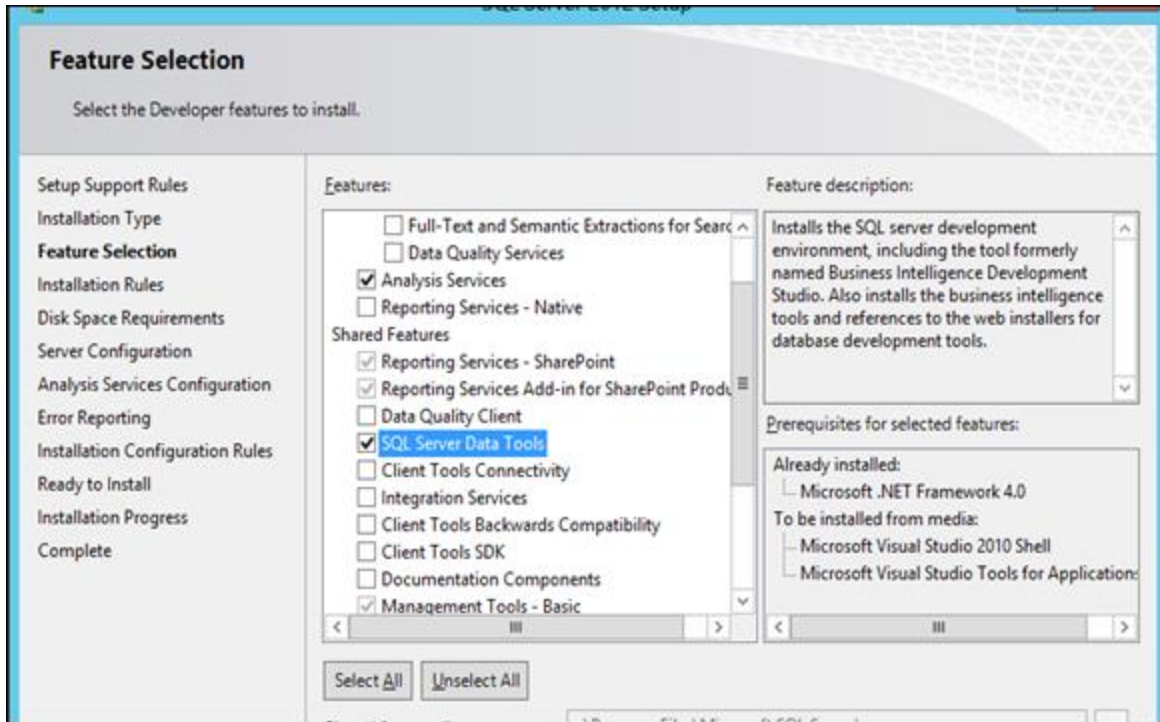 SQL Server 2012 Setup
Feature Selection
Select the Developer features to install.
Setup Support Rules
Installation Type
Feature Selection
Installation Rules
Disk Space Requirements
Server Configuration
Analysis Services Configuration
Error Reporting
Installation Configuration Rules
Ready to Install
Installation Progress
Complete
Features:
Full-Text and Semantic Extractions for Searc
Data Quality Services
Analysis Services
Reporting Services - Native
Shared Features
Reporting Services - SharePoint
Reporting Services Add-in for SharePoint Produ
Data Quality Client
SQL Server Data Tools
Client Tools Connectivity
Integration Services
Client Tools Backwards Compatibility
Client Tools SDK
Documentation Components
Management Tools - Basic
Select All
Unselect All
Feature description:
Installs the SQL server development
environment, including the tool formerly
named Business Intelligence Development
Studio. Also installs the business intelligence
tools and references to the web installers for
database development tools.
Prerequisites for selected features:
Already installed:
Microsoft .NET Framework 4.0
To be installed from media:
Microsoft Visual Studio 2010 Shell
Microsoft Visual Studio Tools for Applications